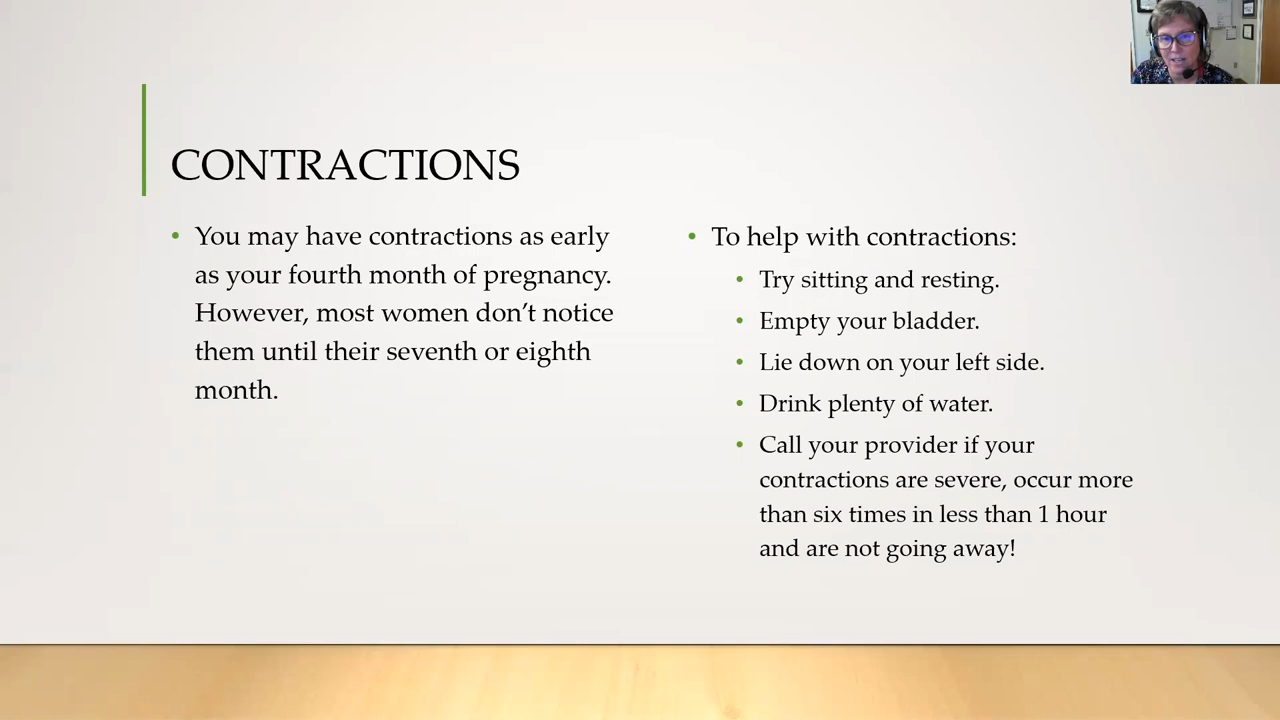 CONTRACTIONS
• You may have contractions as early
as your fourth month of pregnancy.
However, most women don’t notice
them until their seventh or eighth
month.
• To help with contractions:
• Try sitting and resting.
• Empty your bladder.
• Lie down on your left side.
• Drink plenty of water.
• Call your provider if your
contractions are severe, occur more
than six times in less than 1 hour
and are not going away!